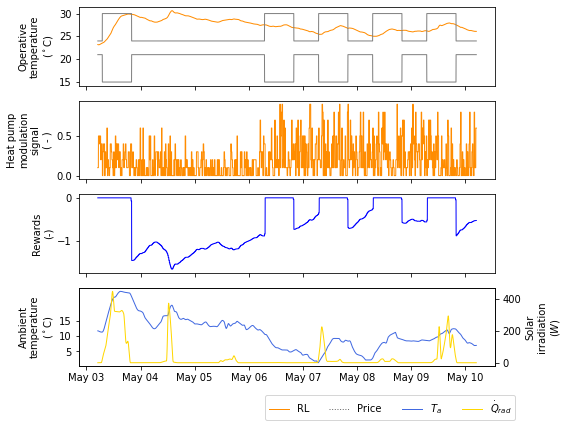 Operative
temperature
(°C)
30
25
20
15
Heat pump
modulation
signal
( - )
0.5
0.0
Rewards
(-)
0
−1
Ambient
temperature
(°C)
15
10
5
Solar
irradiation
(W)
400
200
0
May 03 May 04 May 05 May 06 May 07 May 08 May 09 May 10
RL Price T_a Q̇_rad